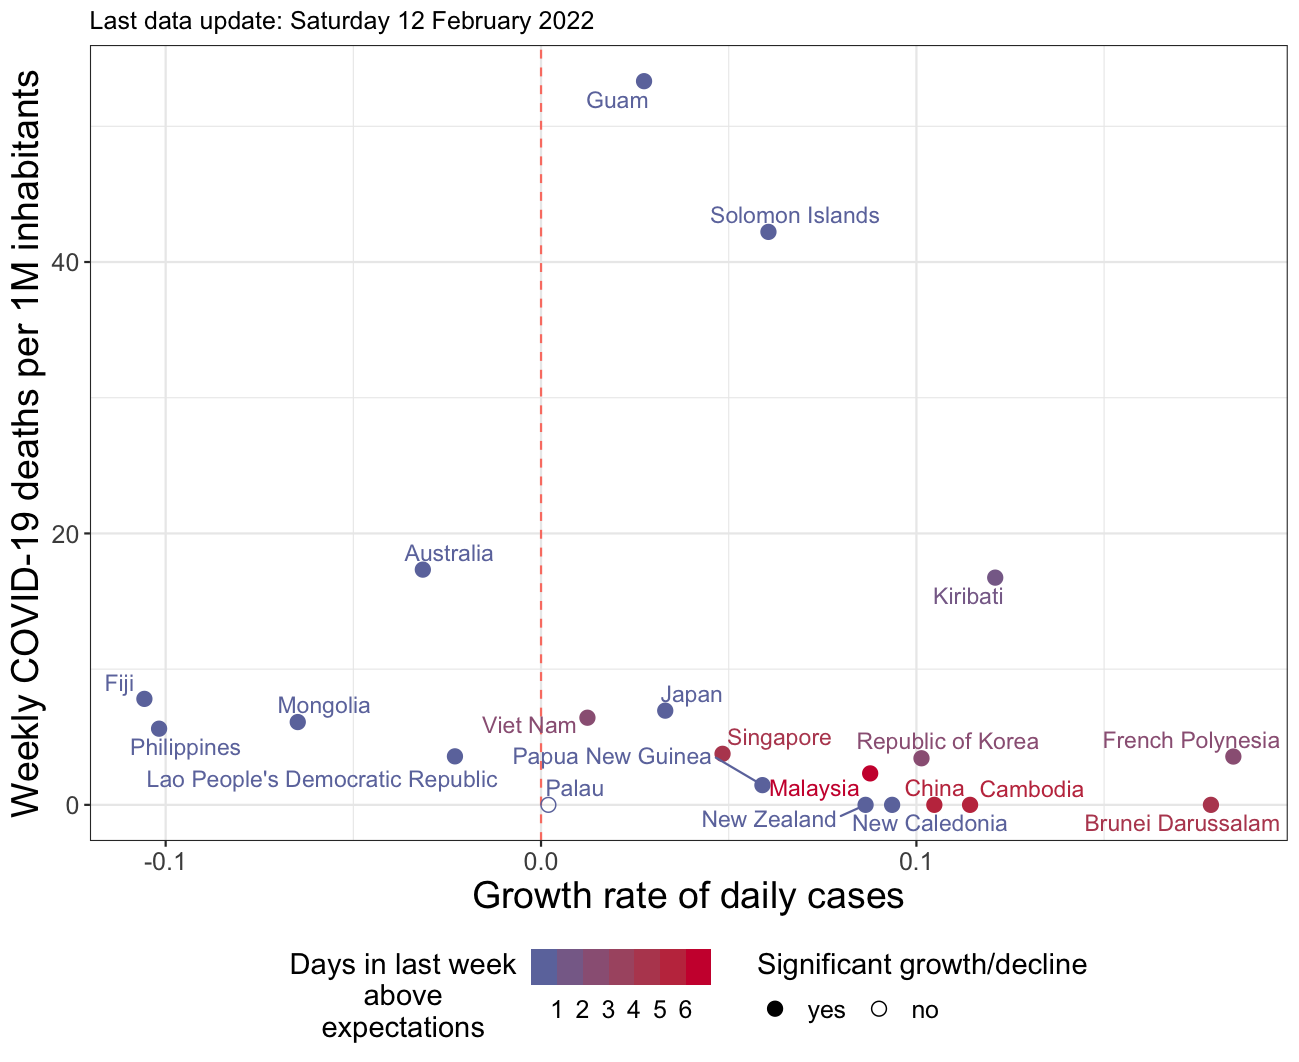 Last data update: Saturday 12 February 2022
Weekly COVID-19 deaths per 1M inhabitants
40
20
0
Guam
Solomon Islands
Australia
Kiribati
Fiji
Mongolia
Japan
Viet Nam
Philippines
Singapore
Republic of Korea
French Polynesia
Papua New Guinea
Lao People's Democratic Republic
Palau
Malaysia
China
Cambodia
New Zealand
New Caledonia
Brunei Darussalam
-0.1
0.0
0.1
Growth rate of daily cases
Days in last week
above
expectations
1 2 3 4 5 6
Significant growth/decline
yes
no